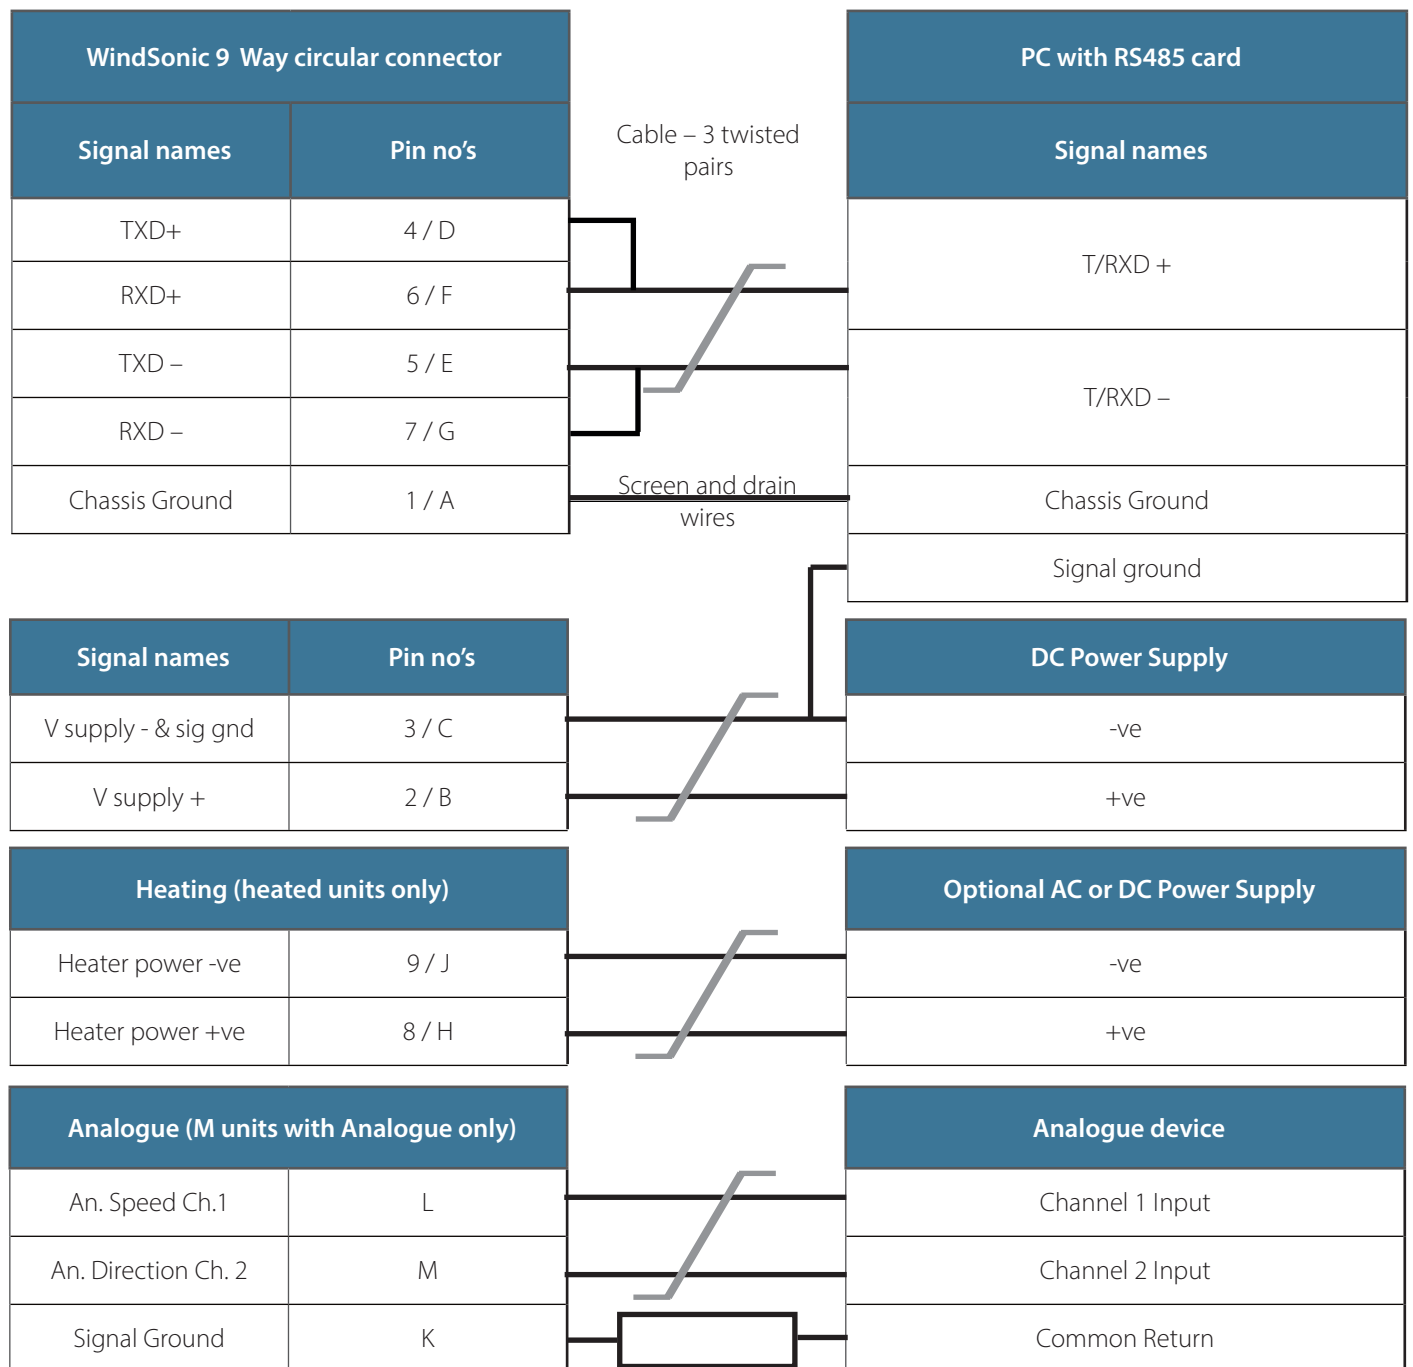 WindSonic 9 Way circular connector
PC with RS485 card
Signal names
Pin no’s
Cable – 3 twisted
pairs
Signal names
TXD+
4 / D
T/RXD +
RXD+
6 / F
TXD –
5 / E
T/RXD –
RXD –
7 / G
Chassis Ground
1 / A
Screen and drain
wires
Chassis Ground
Signal ground
Signal names
Pin no’s
DC Power Supply
V supply - & sig gnd
3 / C
-ve
V supply +
2 / B
+ve
Heating (heated units only)
Optional AC or DC Power Supply
Heater power -ve
9 / J
-ve
Heater power +ve
8 / H
+ve
Analogue (M units with Analogue only)
Analogue device
An. Speed Ch.1
L
Channel 1 Input
An. Direction Ch. 2
M
Channel 2 Input
Signal Ground
K
Common Return